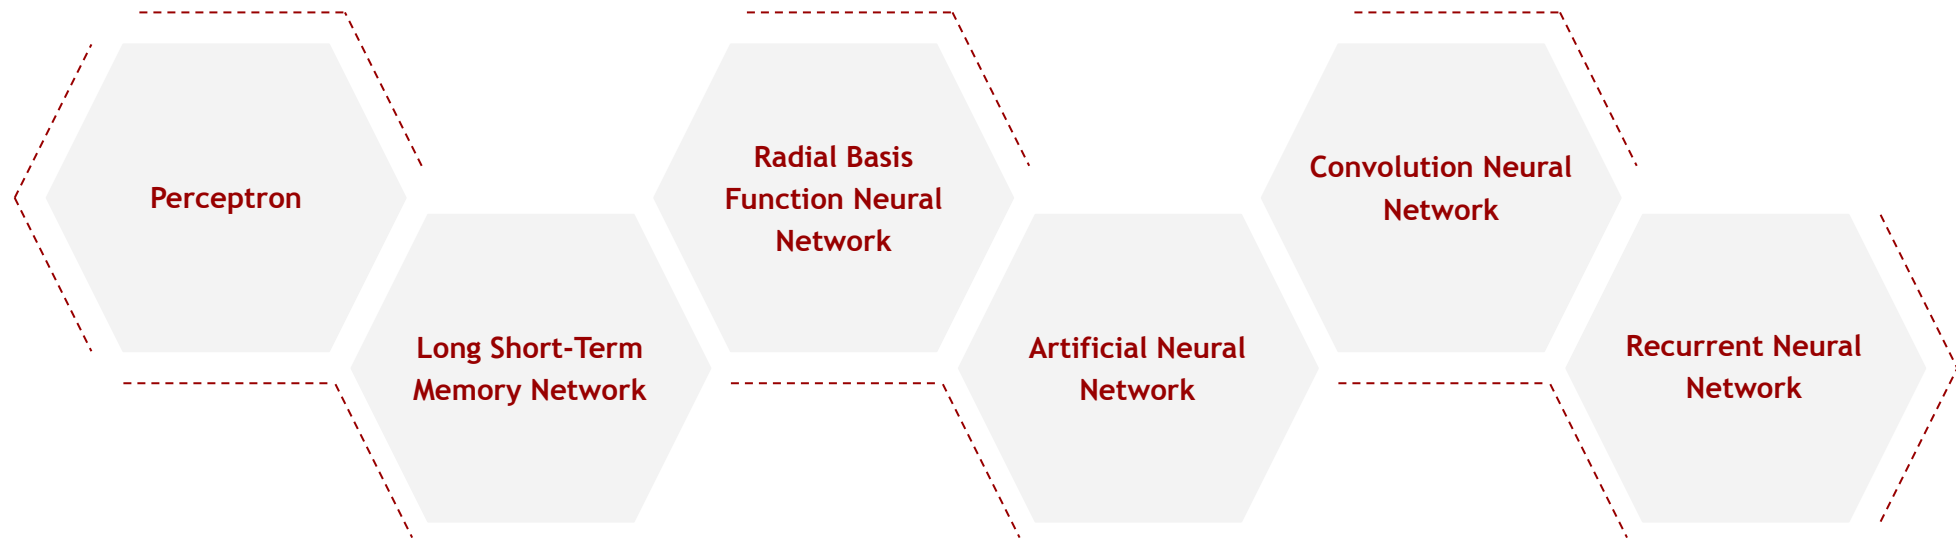 Perceptron
Long Short-Term
Memory Network
Radial Basis
Function Neural
Network
Artificial Neural
Network
Convolution Neural
Network
Recurrent Neural
Network